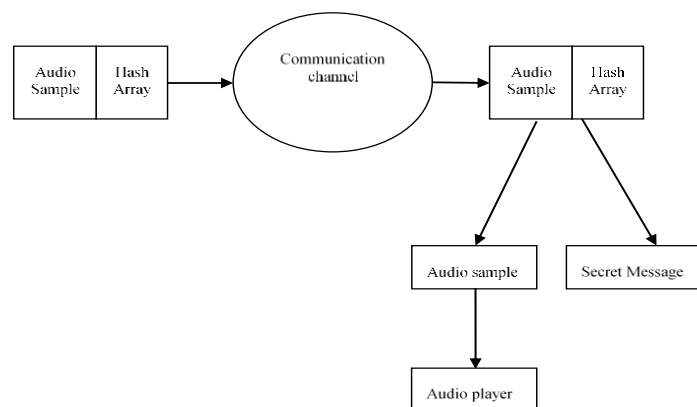 Audio
Sample
Hash
Array
Communication
channel
Audio
Sample
Hash
Array
Audio sample
Secret Message
Audio player